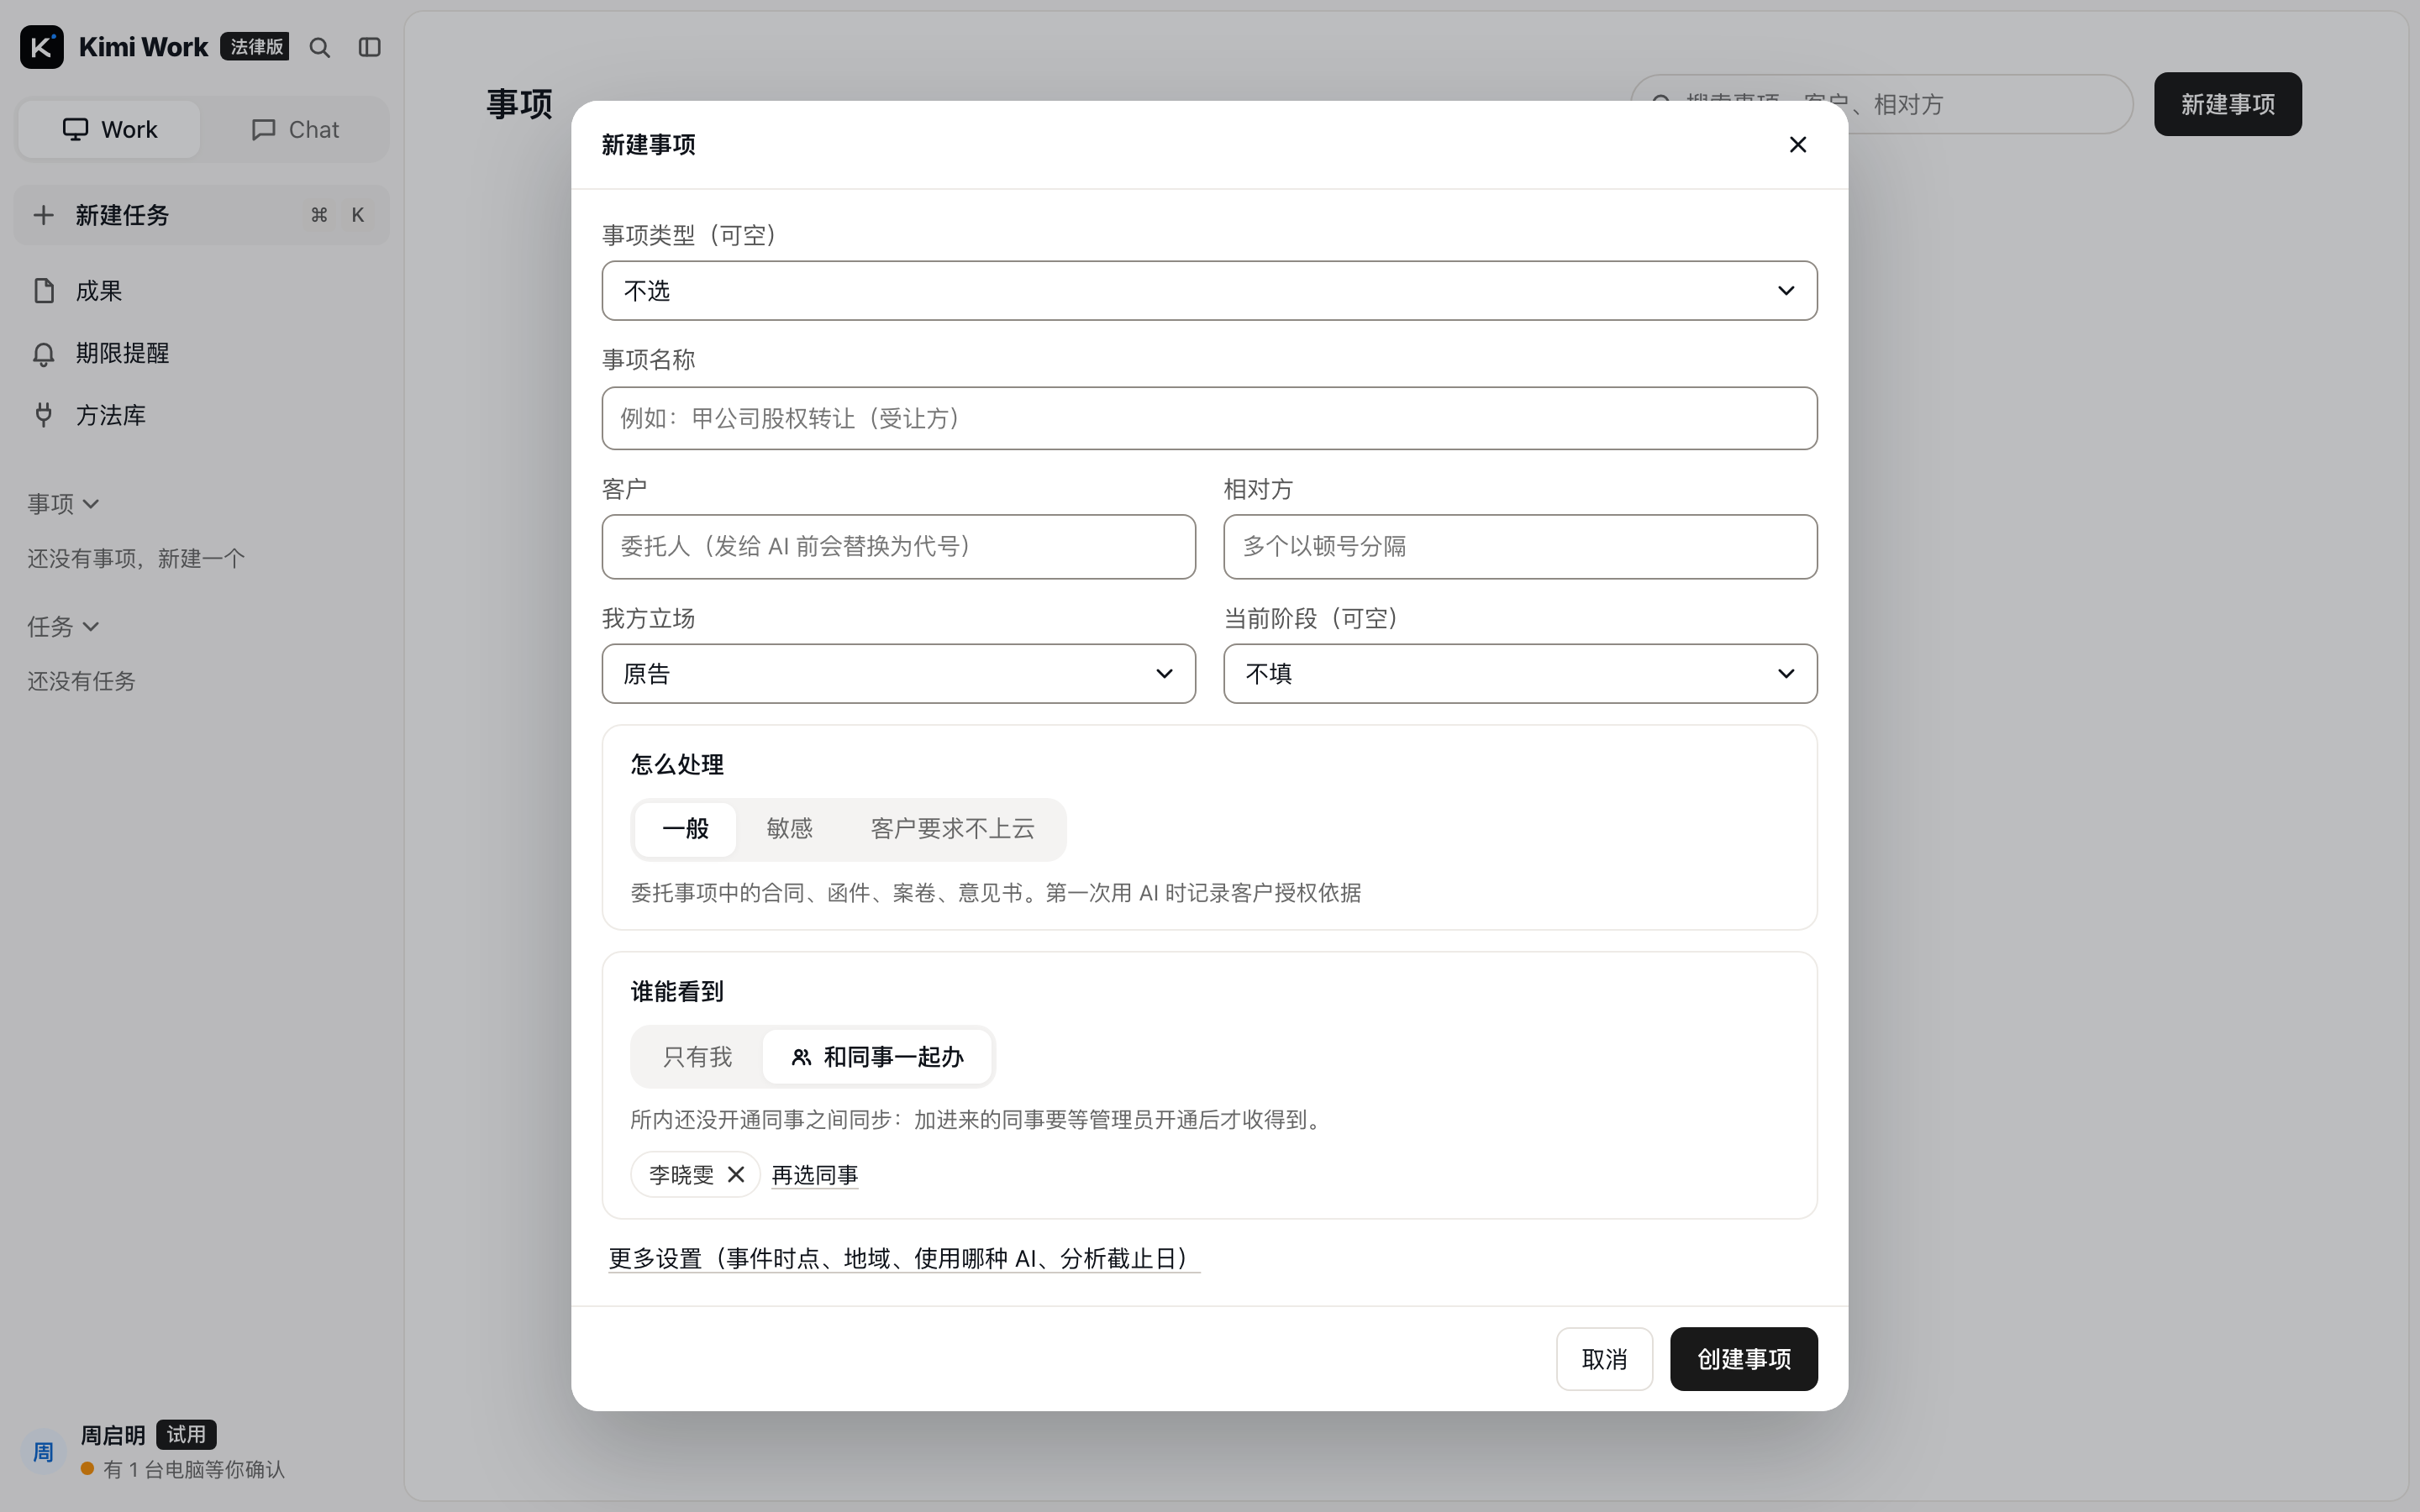 Kimi Work 法律版
Work
Chat
新建任务 ⌘ K
成果
期限提醒
方法库
事项
还没有事项，新建一个
任务
还没有任务
周 周启明 试用
有 1 台电脑等你确认
事项
搜索事项、客户、相对方
新建事项
新建事项
事项类型（可空）
不选
事项名称
例如：甲公司股权转让（受让方）
客户
委托人（发给 AI 前会替换为代号）
相对方
多个以顿号分隔
我方立场
原告
当前阶段（可空）
不填
怎么处理
一般 敏感 客户要求不上云
委托事项中的合同、函件、案卷、意见书。第一次用 AI 时记录客户授权依据
谁能看到
只有我 和同事一起办
所内还没开通同事之间同步：加进来的同事要等管理员开通后才收得到。
李晓雯 再选同事
更多设置（事件时点、地域、使用哪种 AI、分析截止日）
取消 创建事项